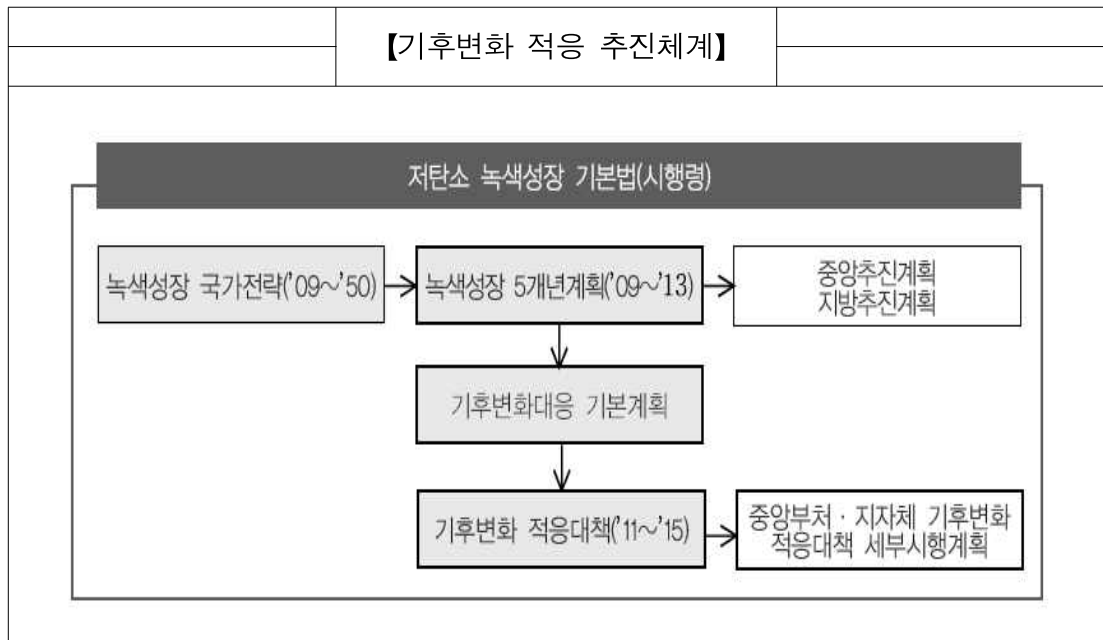 【기후변화 적응 추진체계】
저탄소 녹색성장 기본법(시행령)
녹색성장 국가전략('09～'50)
녹색성장 5개년계획('09～'13)
중앙추진계획
지방추진계획
기후변화대응 기본계획
기후변화 적응대책('11～'15)
중앙부처 · 지자체 기후변화
적응대책 세부시행계획